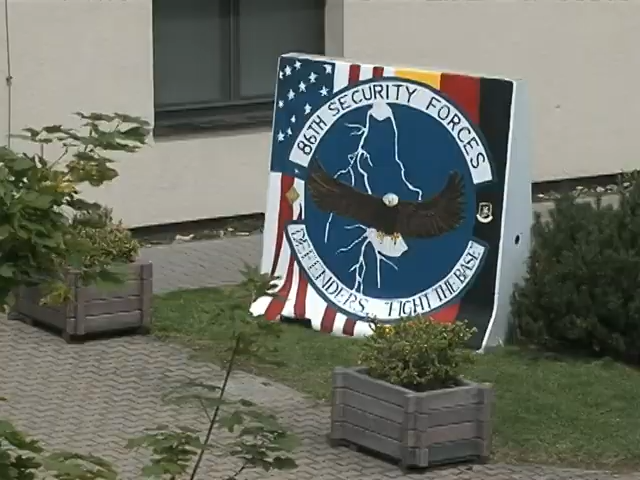 86TH SECURITY FORCES
DEFENDERS, "FIGHT THE BASE"